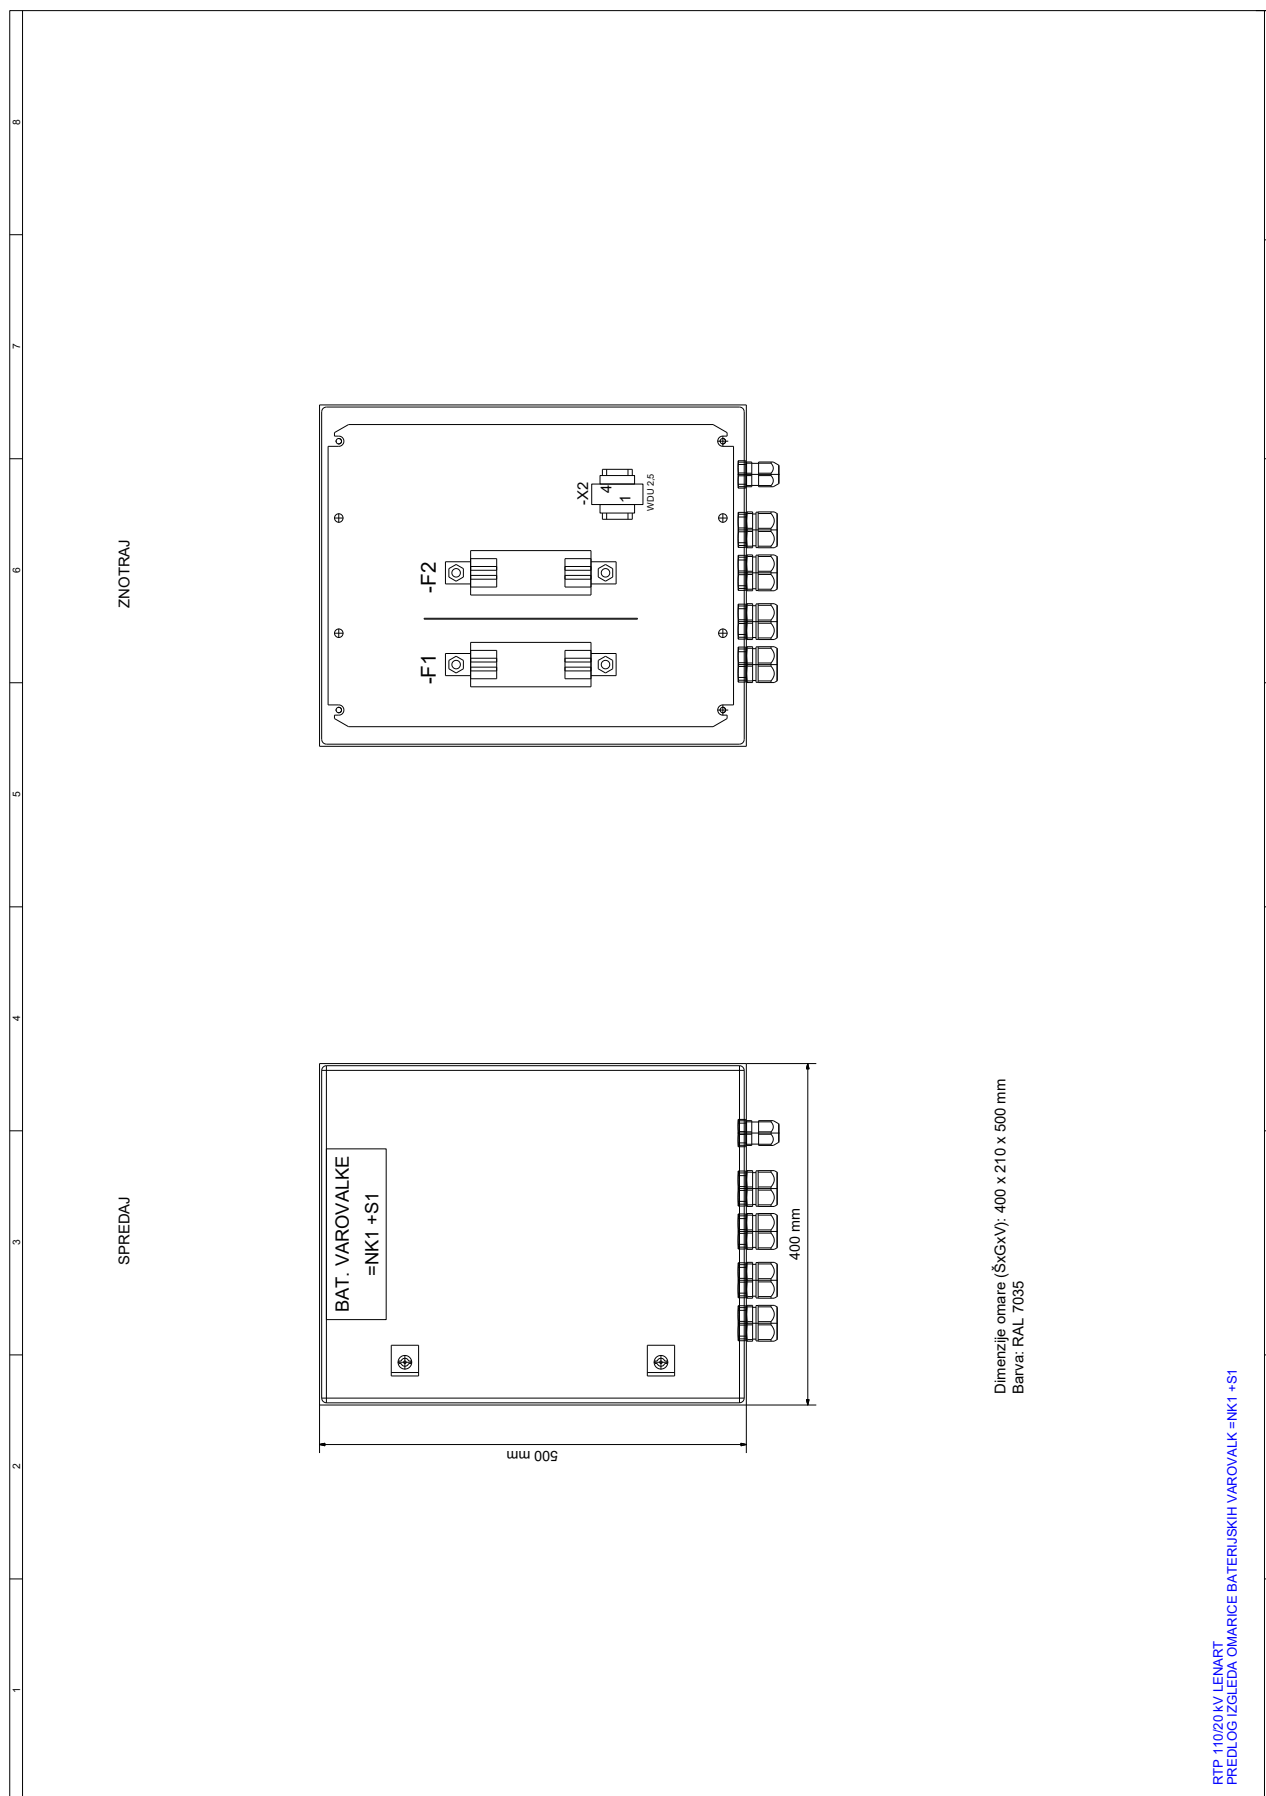 1
2
3
4
5
6
7
8
SPREDAJ
ZNOTRAJ
BAT. VAROVALKE
=NK1 +S1
500 mm
400 mm
-F1
-F2
-X2
4
1
WDU 2,5
Dimenzije omare (ŠxGxV): 400 x 210 x 500 mm
Barva: RAL 7035
RTP 110/20 kV LENART
PREDLOG IZGLEDA OMARICE BATERIJSKIH VAROVALK =NK1 +S1